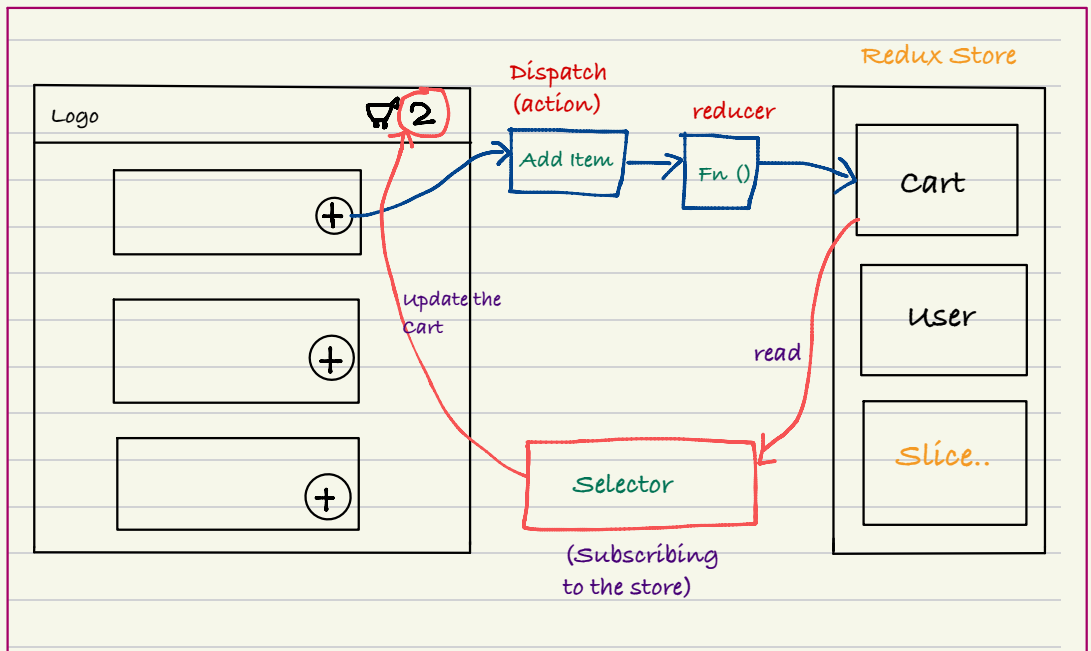 Redux Store
Dispatch
(action)
reducer
Logo
2
Add Item
Fn ()
Cart
+
Update the
Cart
User
read
+
Slice..
Selector
+
(Subscribing
to the store)